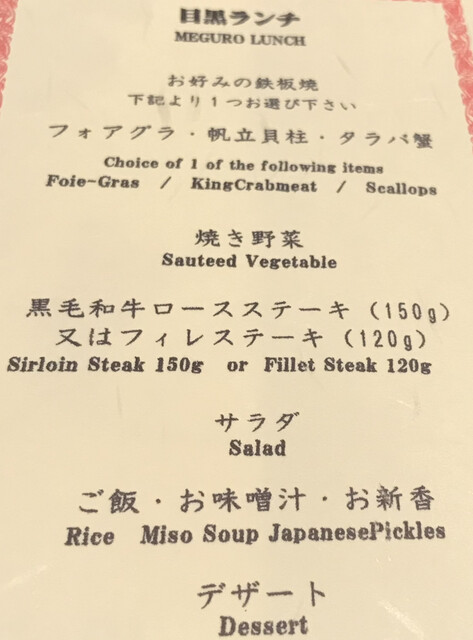 目黒ランチ
MEGURO LUNCH
お好みの鉄板焼
下記より1つお選び下さい
フォアグラ・帆立貝柱・タラバ蟹
Choice of 1 of the following items
Foie-Gras / KingCrabmeat / Scallops
焼き野菜
Sauteed Vegetable
黒毛和牛ロースステーキ（150g）
又はフィレステーキ（120g）
Sirloin Steak 150g or Fillet Steak 120g
サラダ
Salad
ご飯・お味噌汁・お新香
Rice Miso Soup JapanesePickles
デザート
Dessert